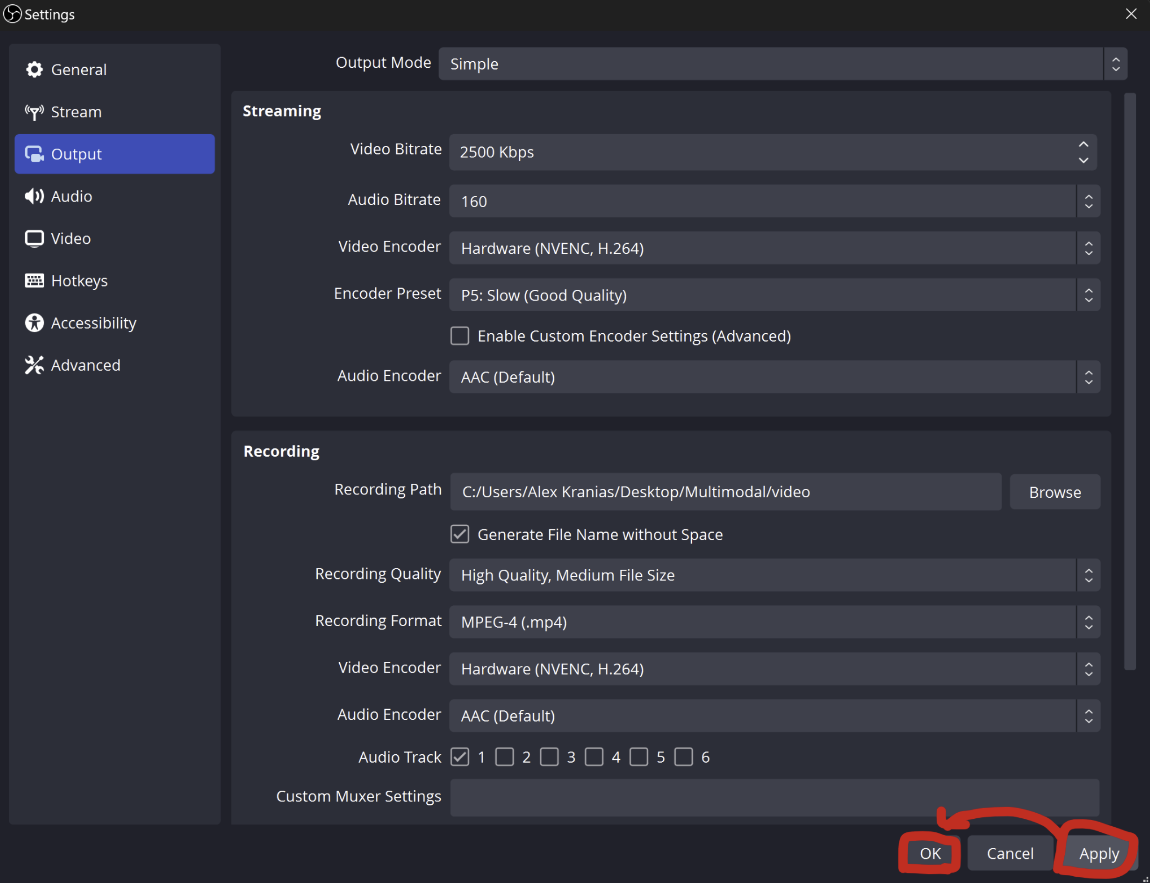 Settings
General
Stream
Output
Audio
Video
Hotkeys
Accessibility
Advanced
Output Mode Simple
Streaming
Video Bitrate 2500 Kbps
Audio Bitrate 160
Video Encoder Hardware (NVENC, H.264)
Encoder Preset P5: Slow (Good Quality)
Enable Custom Encoder Settings (Advanced)
Audio Encoder AAC (Default)
Recording
Recording Path C:/Users/Alex Kranias/Desktop/Multimodal/video Browse
Generate File Name without Space
Recording Quality High Quality, Medium File Size
Recording Format MPEG-4 (.mp4)
Video Encoder Hardware (NVENC, H.264)
Audio Encoder AAC (Default)
Audio Track 1 2 3 4 5 6
Custom Muxer Settings
OK Cancel Apply